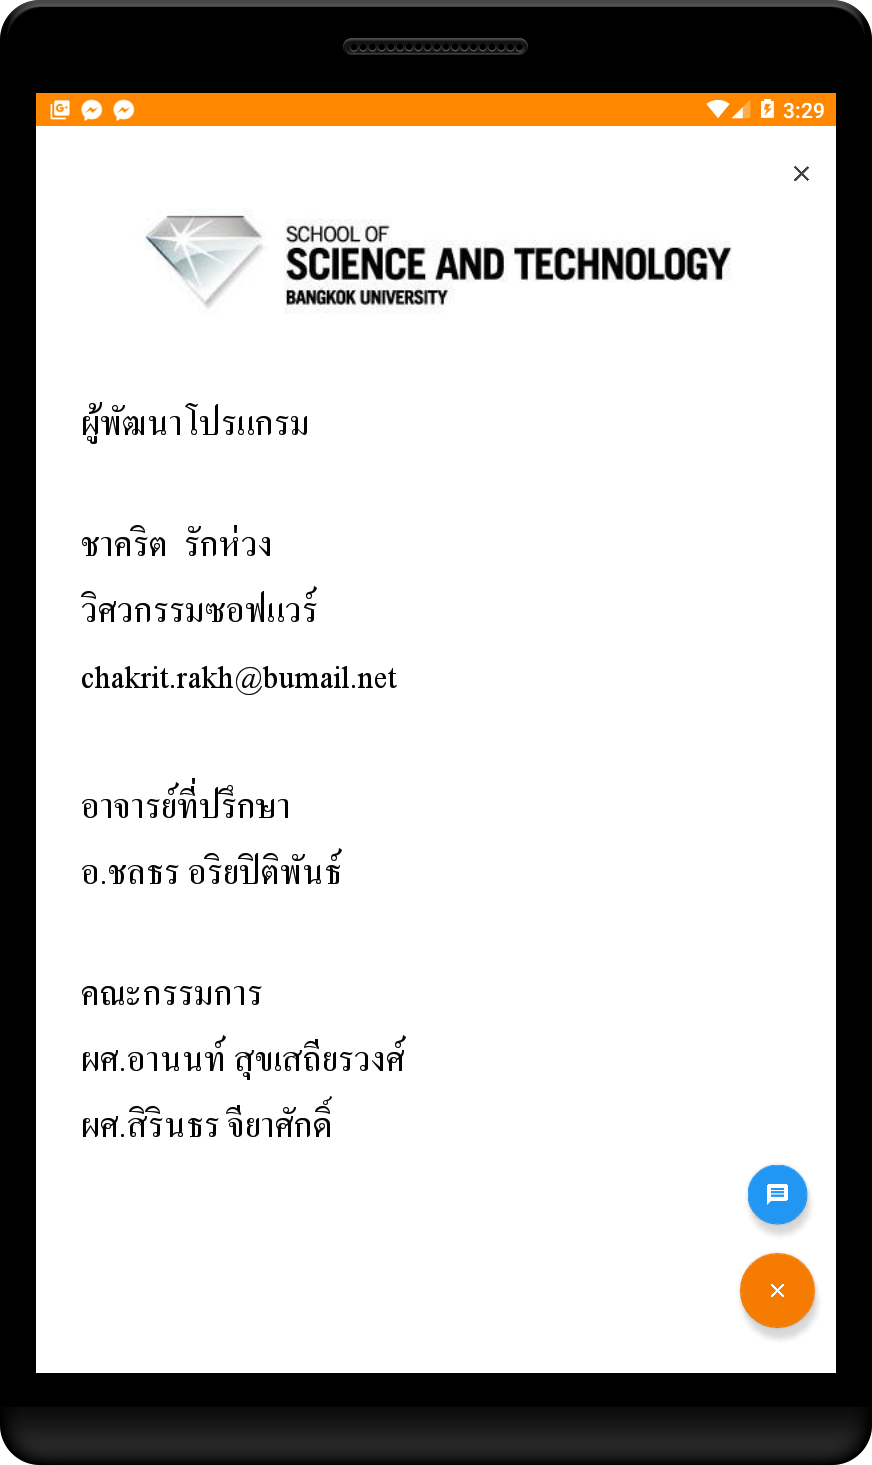 3:29
SCHOOL OF
SCIENCE AND TECHNOLOGY
BANGKOK UNIVERSITY
ผู้พัฒนาโปรแกรม
ชาคริต รักห่วง
วิศวกรรมซอฟแวร์
chakrit.rakh@bumail.net
อาจารย์ที่ปรึกษา
อ.ชลธร อริยปิติพันธ์
คณะกรรมการ
ผศ.อานนท์ สุขเสถียรวงศ์
ผศ.สิรินธร จียาศักดิ์